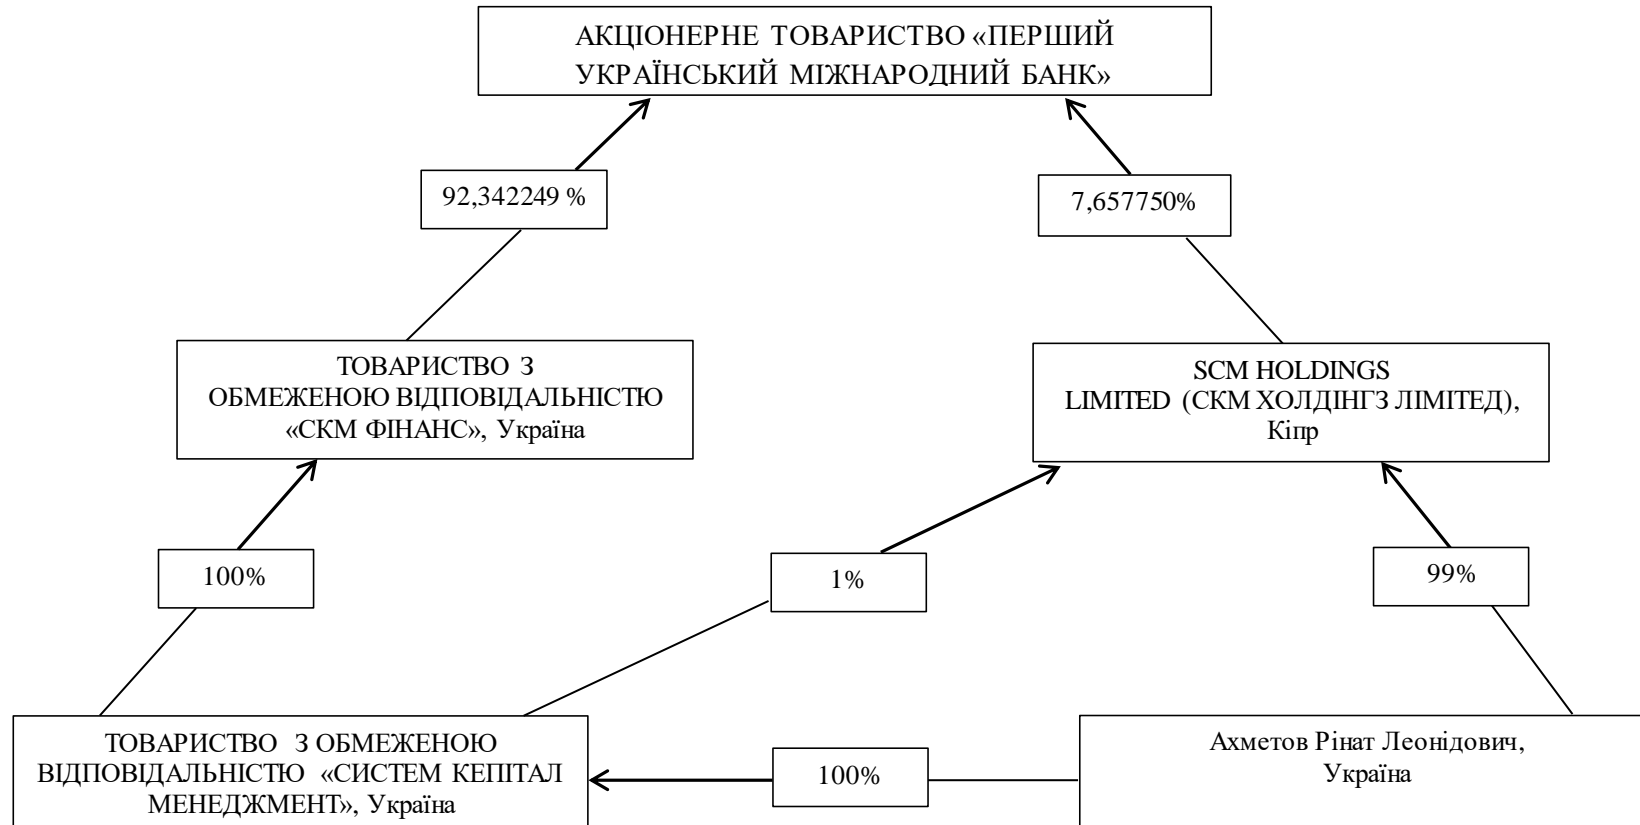 АКЦІОНЕРНЕ ТОВАРИСТВО «ПЕРШИЙ
УКРАЇНСЬКИЙ МІЖНАРОДНИЙ БАНК»
92,342249 %
7,657750%
ТОВАРИСТВО З
ОБМЕЖЕНОЮ ВІДПОВІДАЛЬНІСТЮ
«СКМ ФІНАНС», Україна
SCM HOLDINGS
LIMITED (СКМ ХОЛДІНГЗ ЛІМІТЕД),
Кіпр
100%
1%
99%
ТОВАРИСТВО З ОБМЕЖЕНОЮ
ВІДПОВІДАЛЬНІСТЮ «СИСТЕМ КЕПІТАЛ
МЕНЕДЖМЕНТ», Україна
100%
Ахметов Рінат Леонідович,
Україна